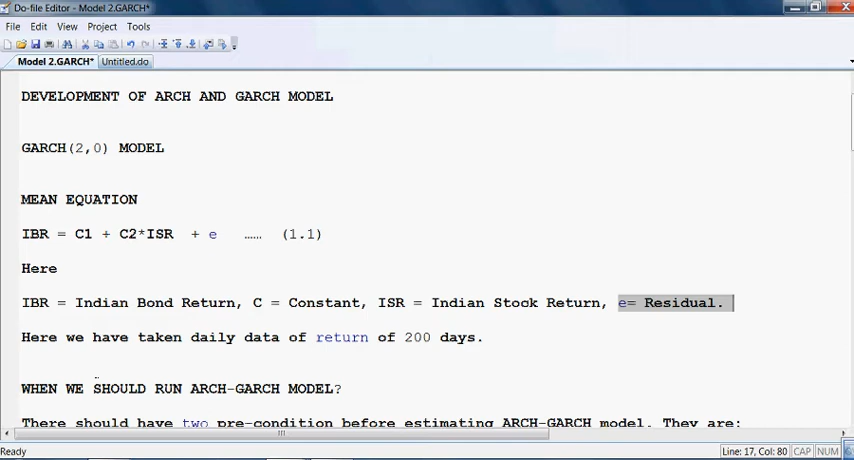 Do-file Editor - Model 2.GARCH*
File Edit View Project Tools
Model 2.GARCH* Untitled.do
DEVELOPMENT OF ARCH AND GARCH MODEL
GARCH(2,0) MODEL
MEAN EQUATION
IBR = C1 + C2*ISR + e …… (1.1)
Here
IBR = Indian Bond Return, C = Constant, ISR = Indian Stock Return, e= Residual.
Here we have taken daily data of return of 200 days.
WHEN WE SHOULD RUN ARCH-GARCH MODEL?
There should have two pre-condition before estimating ARCH-GARCH model. They are:
Ready Line: 17, Col: 80 CAP NUM